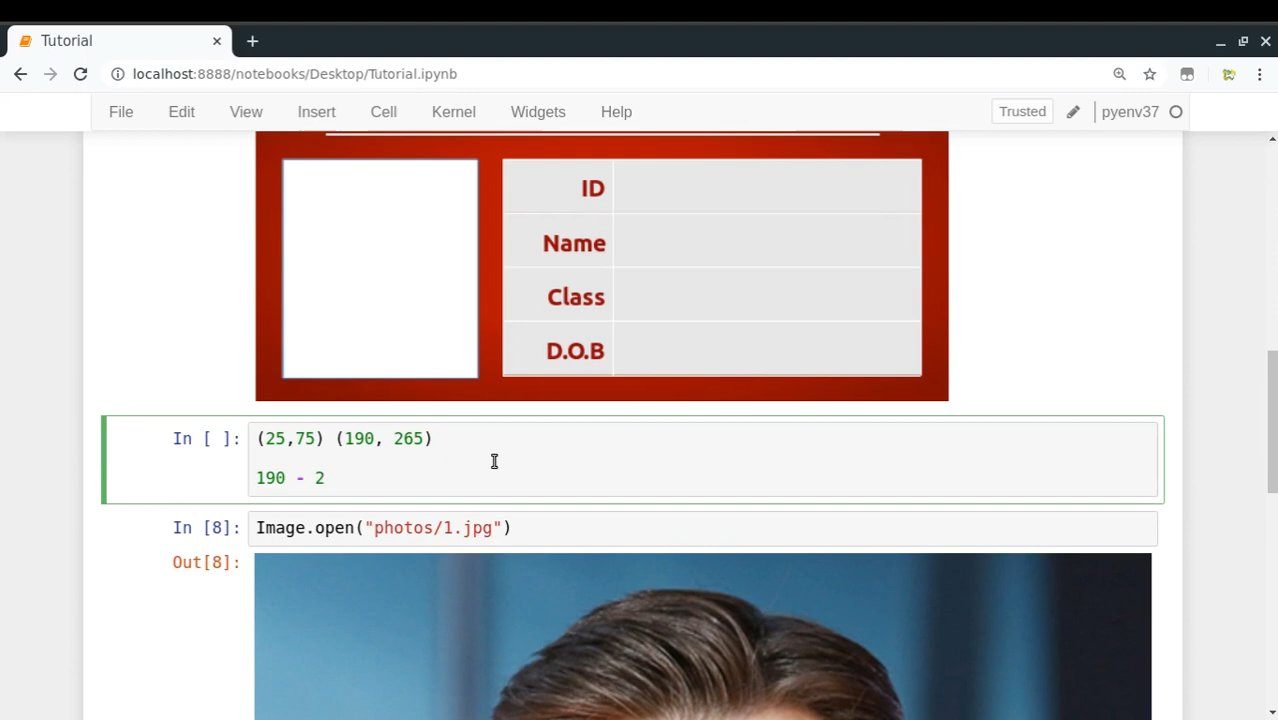 Tutorial
localhost:8888/notebooks/Desktop/Tutorial.ipynb
File Edit View Insert Cell Kernel Widgets Help Trusted pyenv37
ID
Name
Class
D.O.B
In [ ]: (25,75) (190, 265)
190 - 2
In [8]: Image.open("photos/1.jpg")
Out[8]: